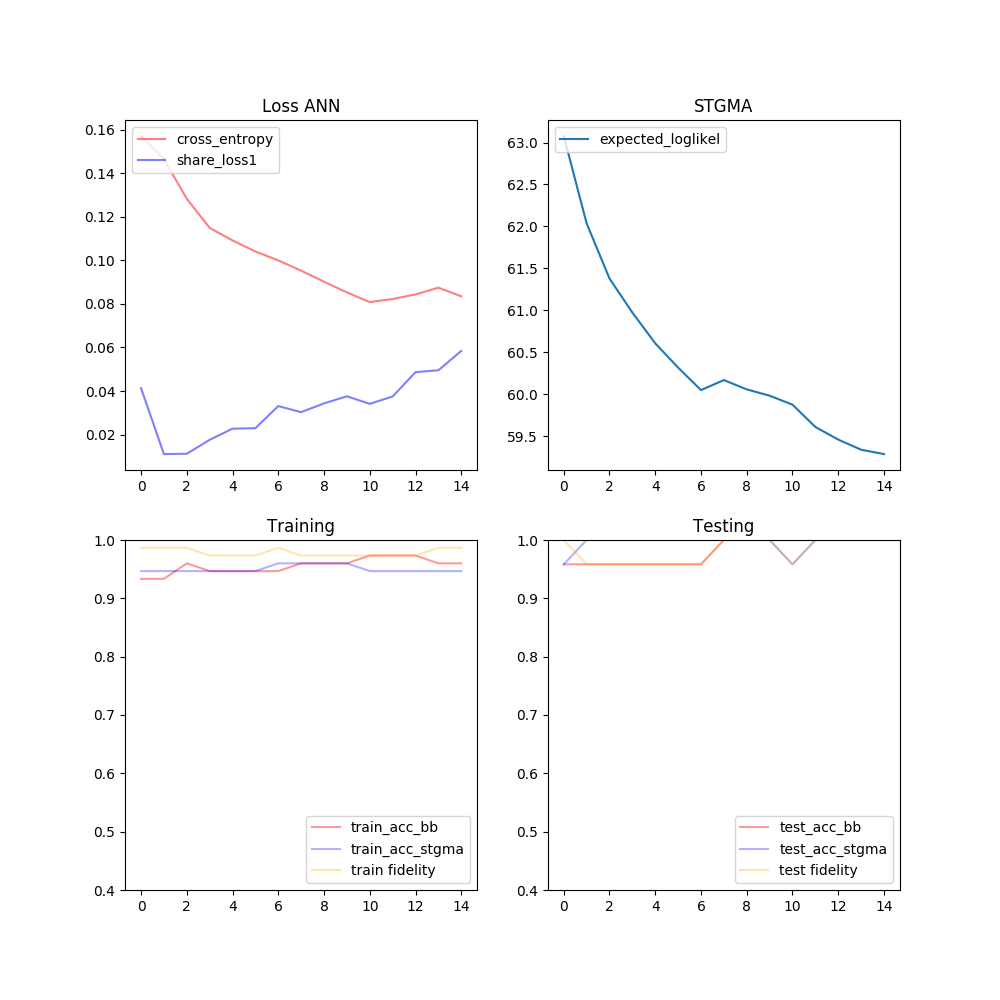 Loss ANN
cross_entropy
share_loss1
0.16
0.14
0.12
0.10
0.08
0.06
0.04
0.02
0 2 4 6 8 10 12 14
STGMA
expected_loglikel
63.0
62.5
62.0
61.5
61.0
60.5
60.0
59.5
0 2 4 6 8 10 12 14
Training
1.0
0.9
0.8
0.7
0.6
0.5
0.4
train_acc_bb
train_acc_stgma
train fidelity
0 2 4 6 8 10 12 14
Testing
1.0
0.9
0.8
0.7
0.6
0.5
0.4
test_acc_bb
test_acc_stgma
test fidelity
0 2 4 6 8 10 12 14